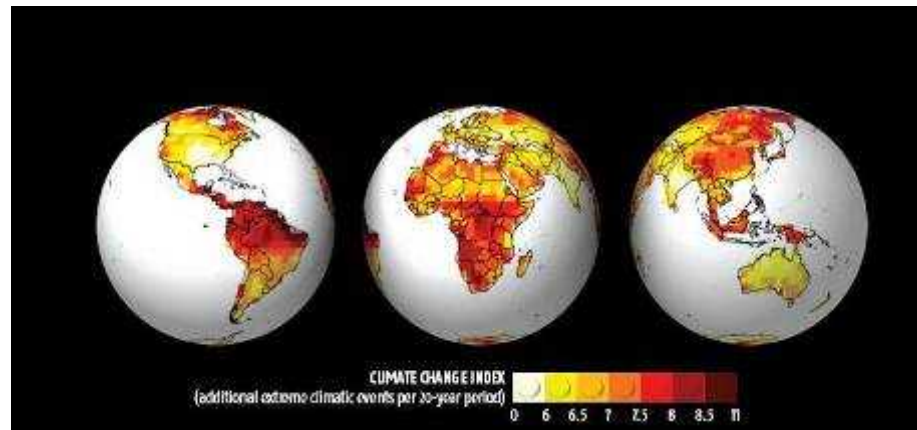 CLIMATE CHANGE INDEX
(additional extreme climatic events per 20-year period)
0 6 6.5 7 7.5 8 8.5 11